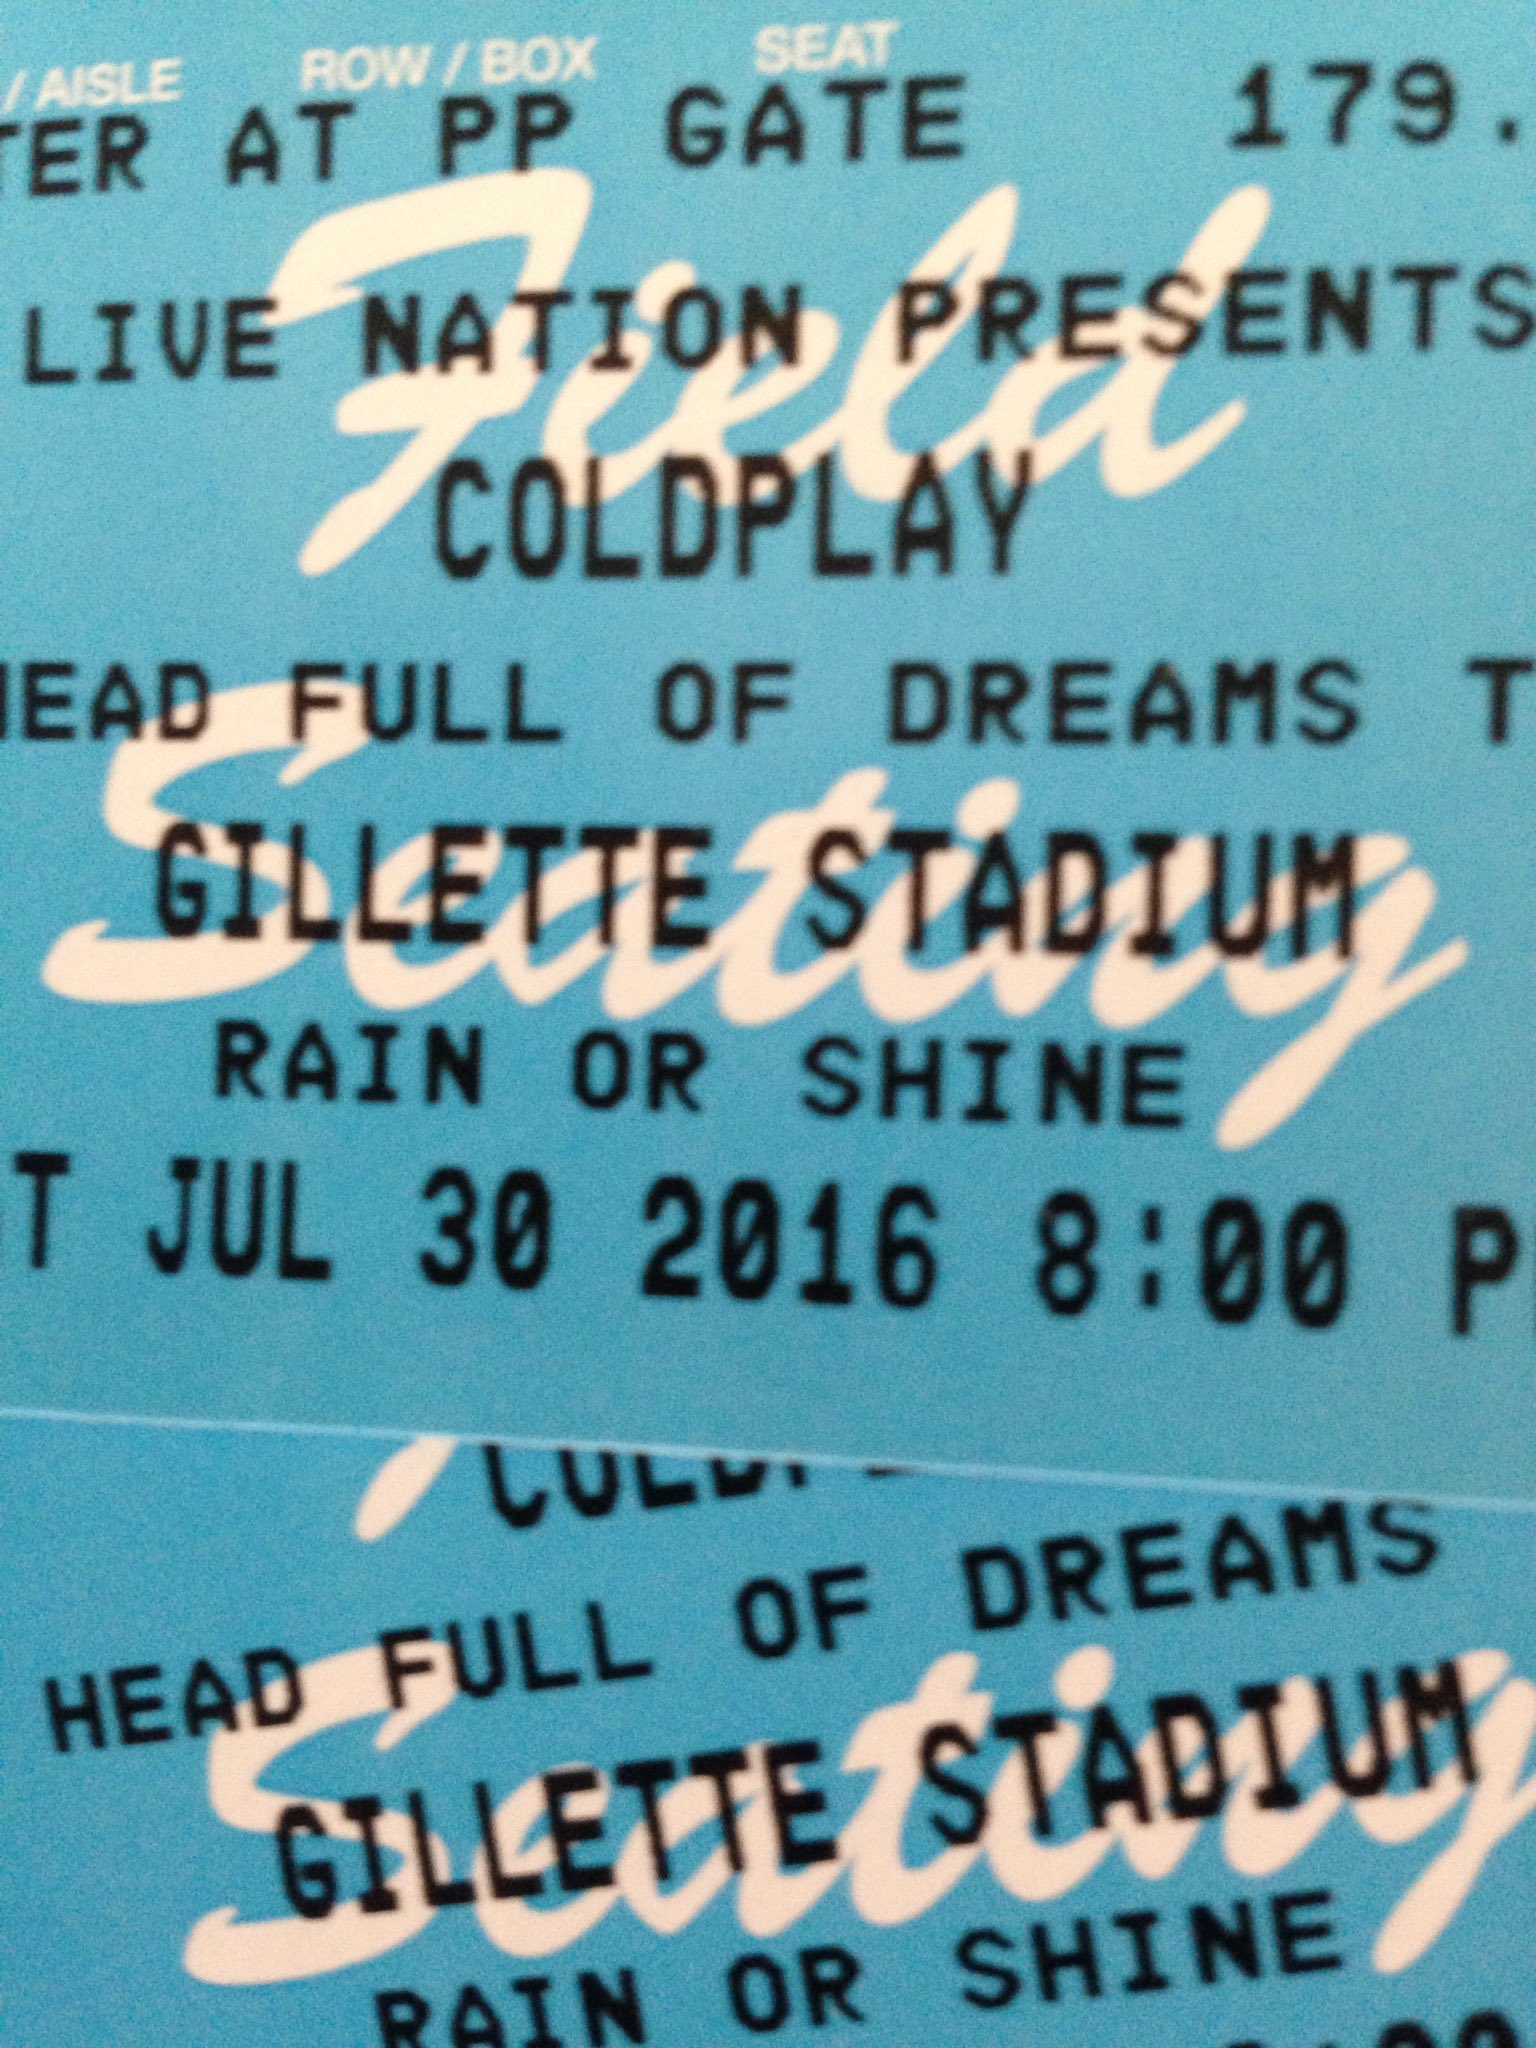 / AISLE ROW / BOX SEAT
TER AT PP GATE 179.
Field
LIVE NATION PRESENTS
COLDPLAY
HEAD FULL OF DREAMS T
Seating
GILLETTE STADIUM
RAIN OR SHINE
T JUL 30 2016 8:00 P
COLDPL
HEAD FULL OF DREAMS
Seating
GILLETTE STADIUM
RAIN OR SHINE